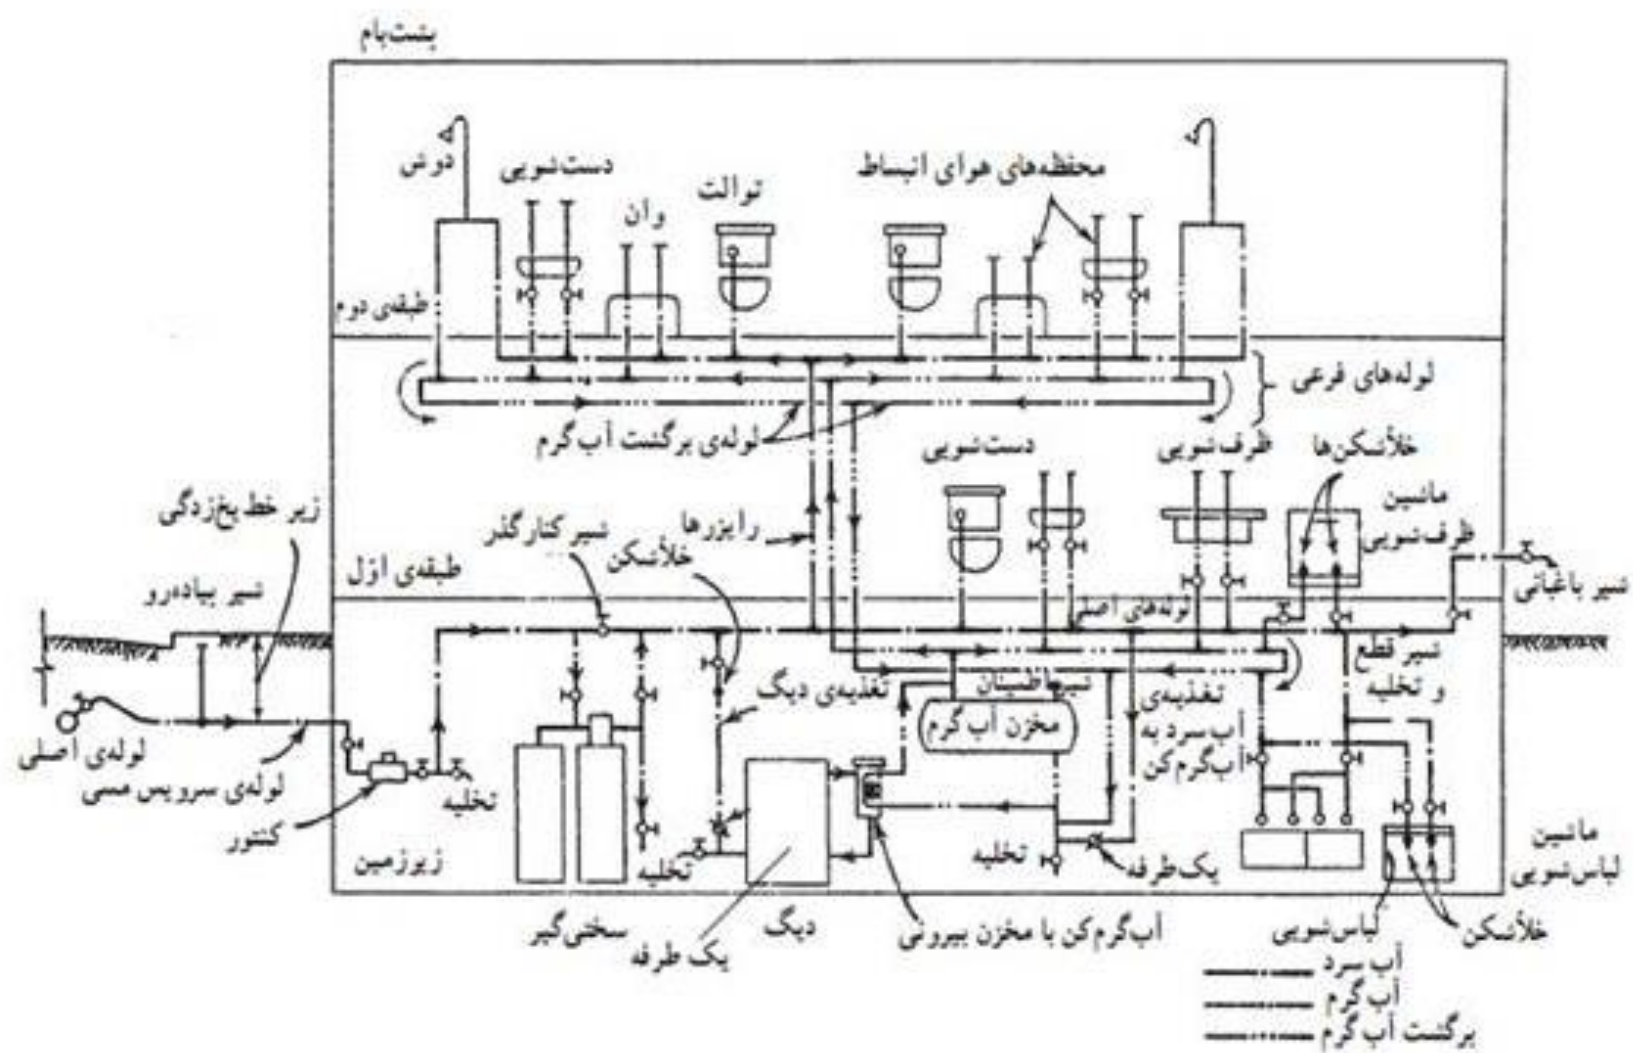 پشت‌بام
دوش
دست‌شویی
وان
توالت
محفظه‌های هوای انبساط
طبقه‌ی دوم
لوله‌های فرعی
لوله‌ی برگشت آب گرم
دست‌شویی
ظرف‌شویی
خلأشکن‌ها
ماشین
ظرف‌شویی
زیر خط یخ‌زدگی
شیر کنارگذر
رایزرها
خلأشکن
طبقه‌ی اوّل
شیر پیاده‌رو
لوله‌های اصلی
شیر باغبانی
شیر قطع
و تخلیه
تغذیه‌ی دیگ
شیر اطمینان
مخزن آب گرم
تغذیه‌ی
آب سرد به
آب گرم کن
لوله‌ی اصلی
لوله‌ی سرویس مسی
کنتور
تخلیه
زیرزمین
تخلیه
تخلیه
یک طرفه
ماشین
لباس‌شویی
سختی‌گیر
یک طرفه
دیگ
آب گرم کن با مخزن بیرونی
لباس‌شویی
خلأشکن
آب سرد
آب گرم
برگشت آب گرم